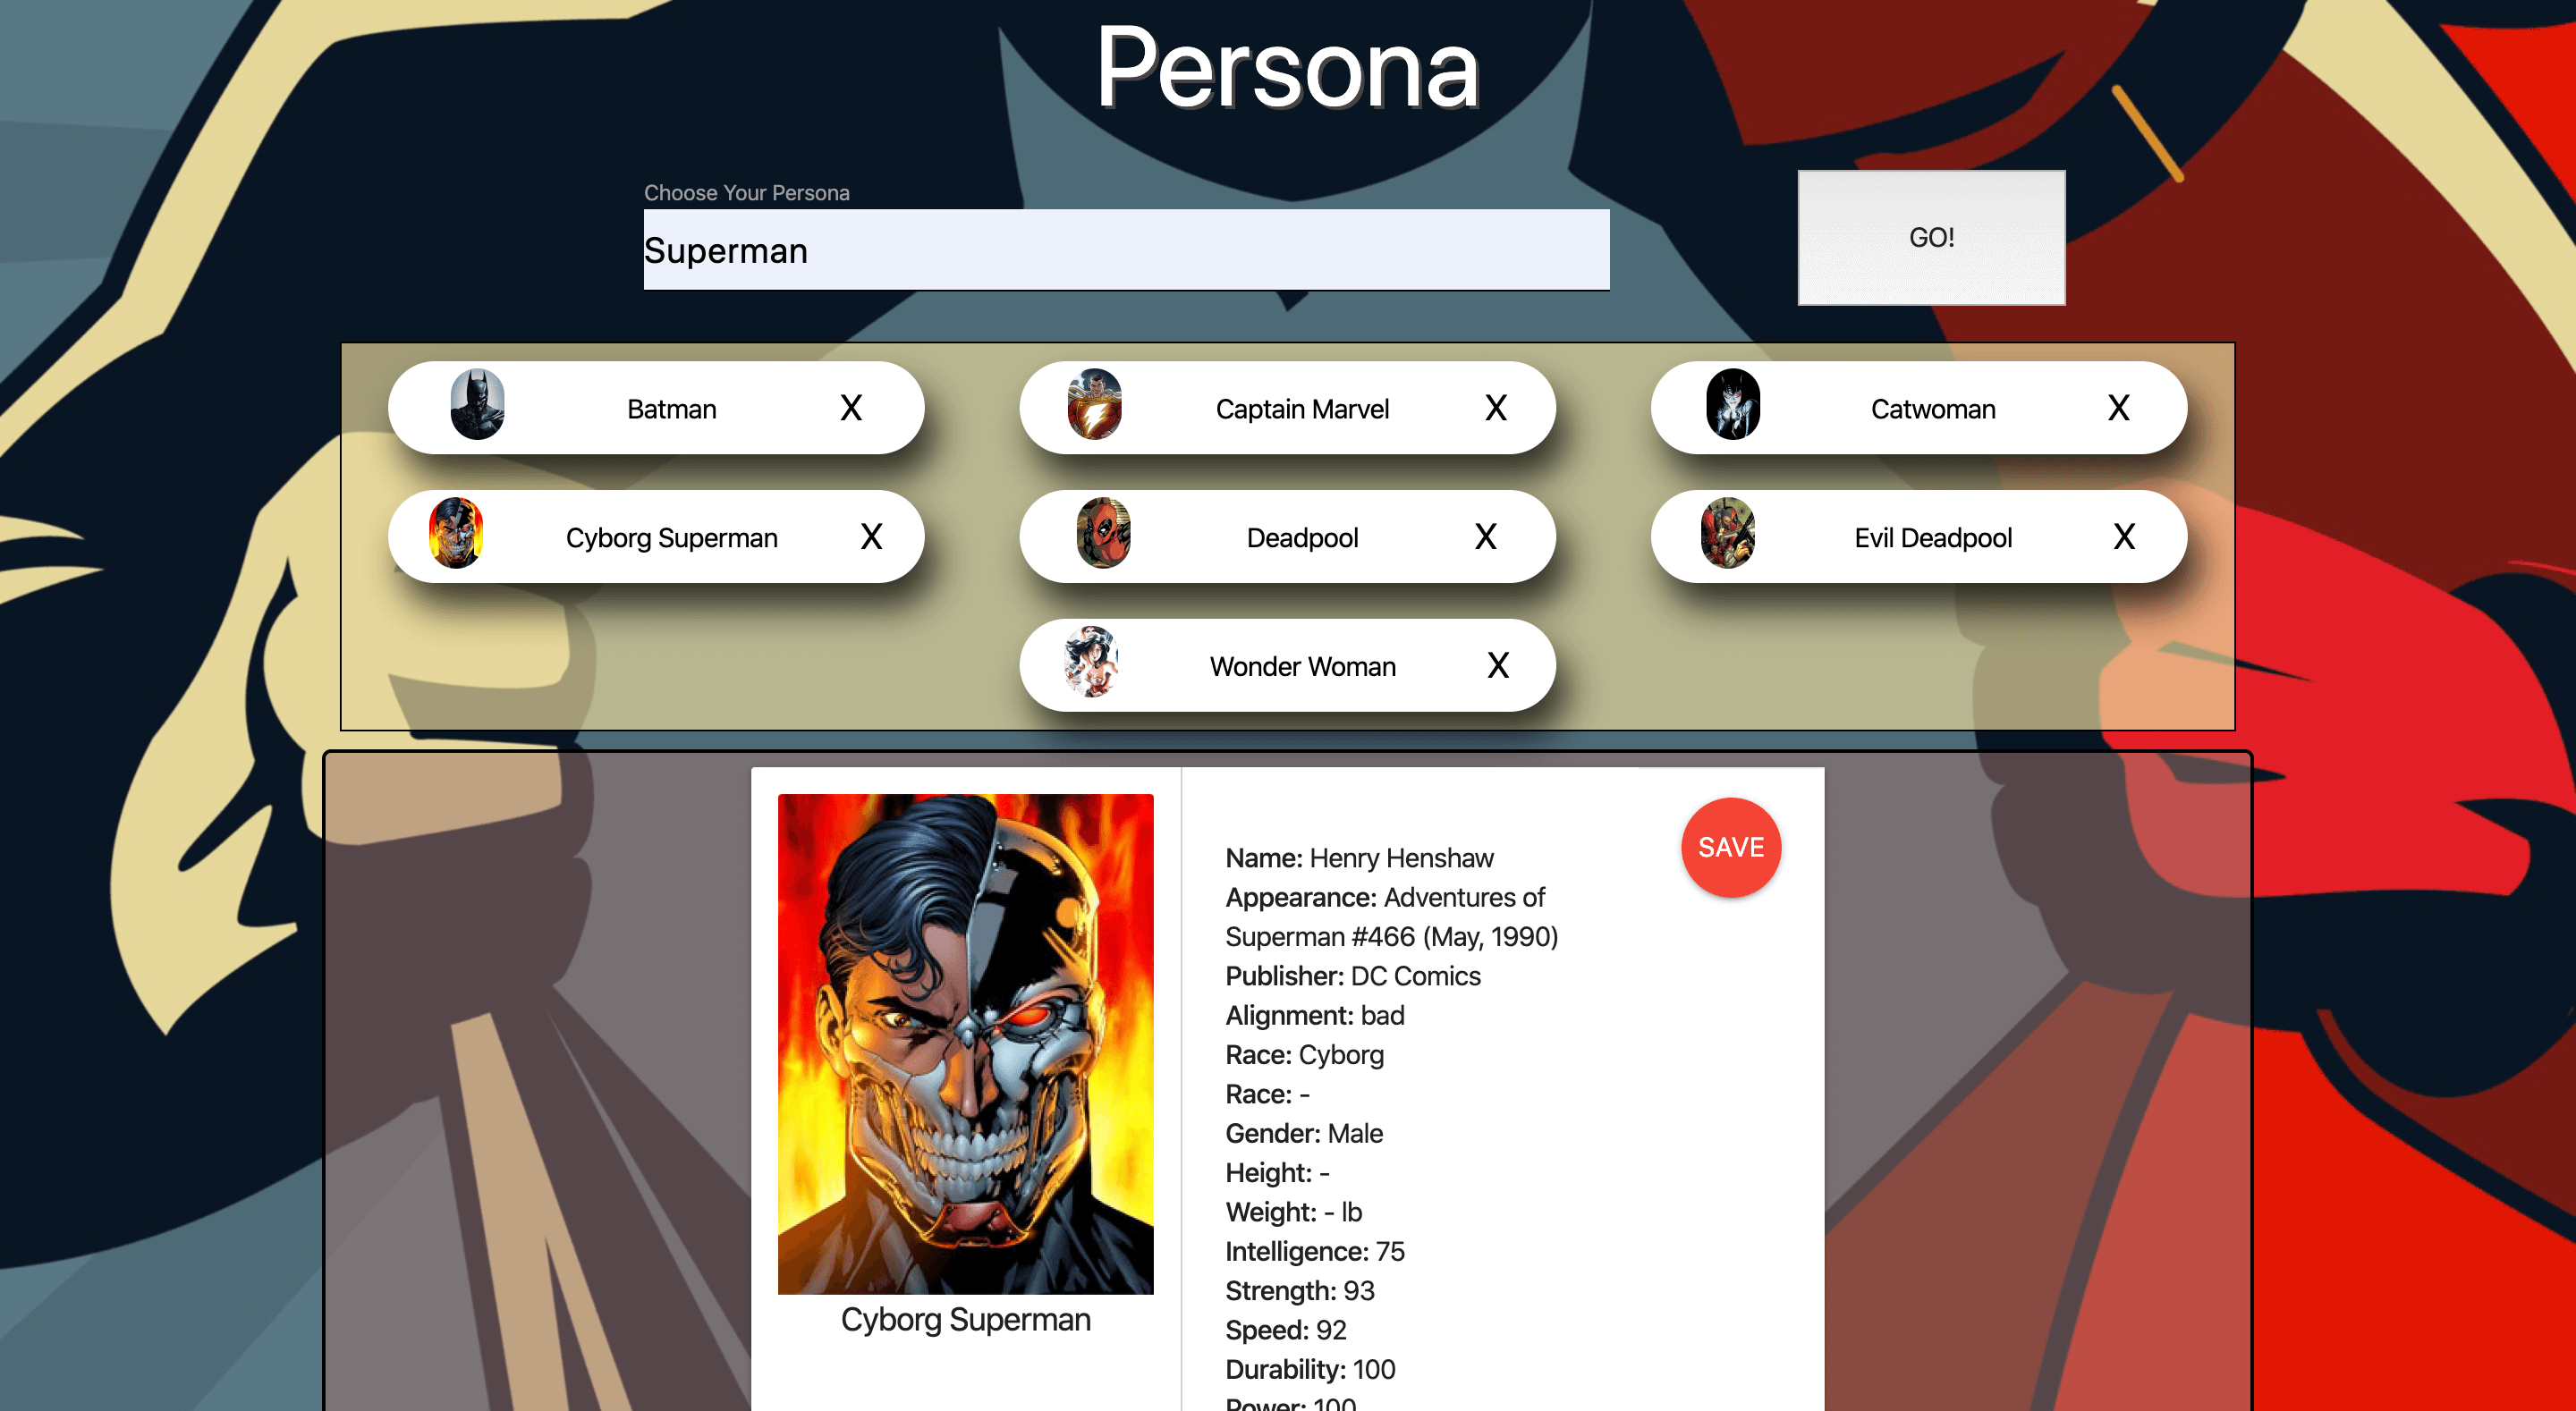 Persona
Choose Your Persona
Superman
GO!
Batman X
Captain Marvel X
Catwoman X
Cyborg Superman X
Deadpool X
Evil Deadpool X
Wonder Woman X
SAVE
Name: Henry Henshaw
Appearance: Adventures of
Superman #466 (May, 1990)
Publisher: DC Comics
Alignment: bad
Race: Cyborg
Race: -
Gender: Male
Height: -
Weight: - lb
Intelligence: 75
Strength: 93
Speed: 92
Durability: 100
Power: 100
Cyborg Superman